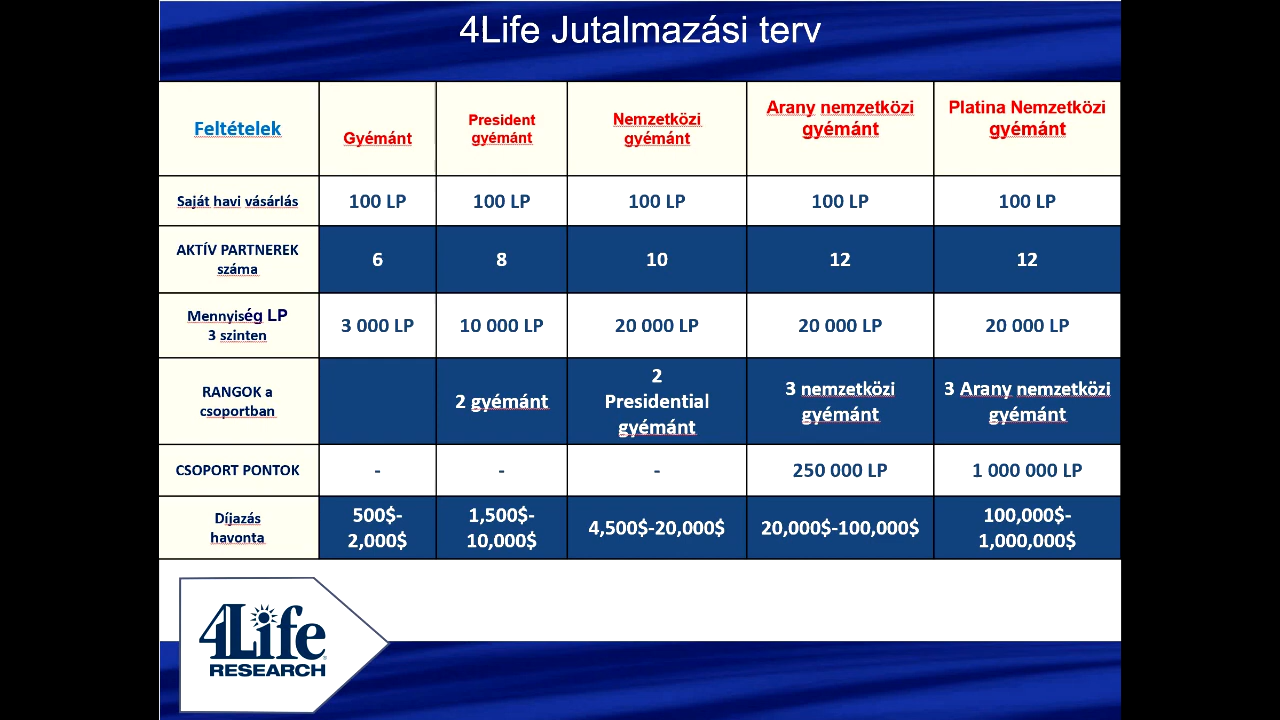 4Life Jutalmazási terv
Feltételek
Gyémánt
President
gyémánt
Nemzetközi
gyémánt
Arany nemzetközi
gyémánt
Platina Nemzetközi
gyémánt
Saját havi vásárlás
100 LP
100 LP
100 LP
100 LP
100 LP
AKTÍV PARTNEREK
száma
6
8
10
12
12
Mennyiség LP
3 szinten
3 000 LP
10 000 LP
20 000 LP
20 000 LP
20 000 LP
RANGOK a
csoportban
2 gyémánt
2
Presidential
gyémánt
3 nemzetközi
gyémánt
3 Arany nemzetközi
gyémánt
CSOPORT PONTOK
-
-
-
250 000 LP
1 000 000 LP
Díjazás
havonta
500$-
2,000$
1,500$-
10,000$
4,500$-20,000$
20,000$-100,000$
100,000$-
1,000,000$
4Life
RESEARCH